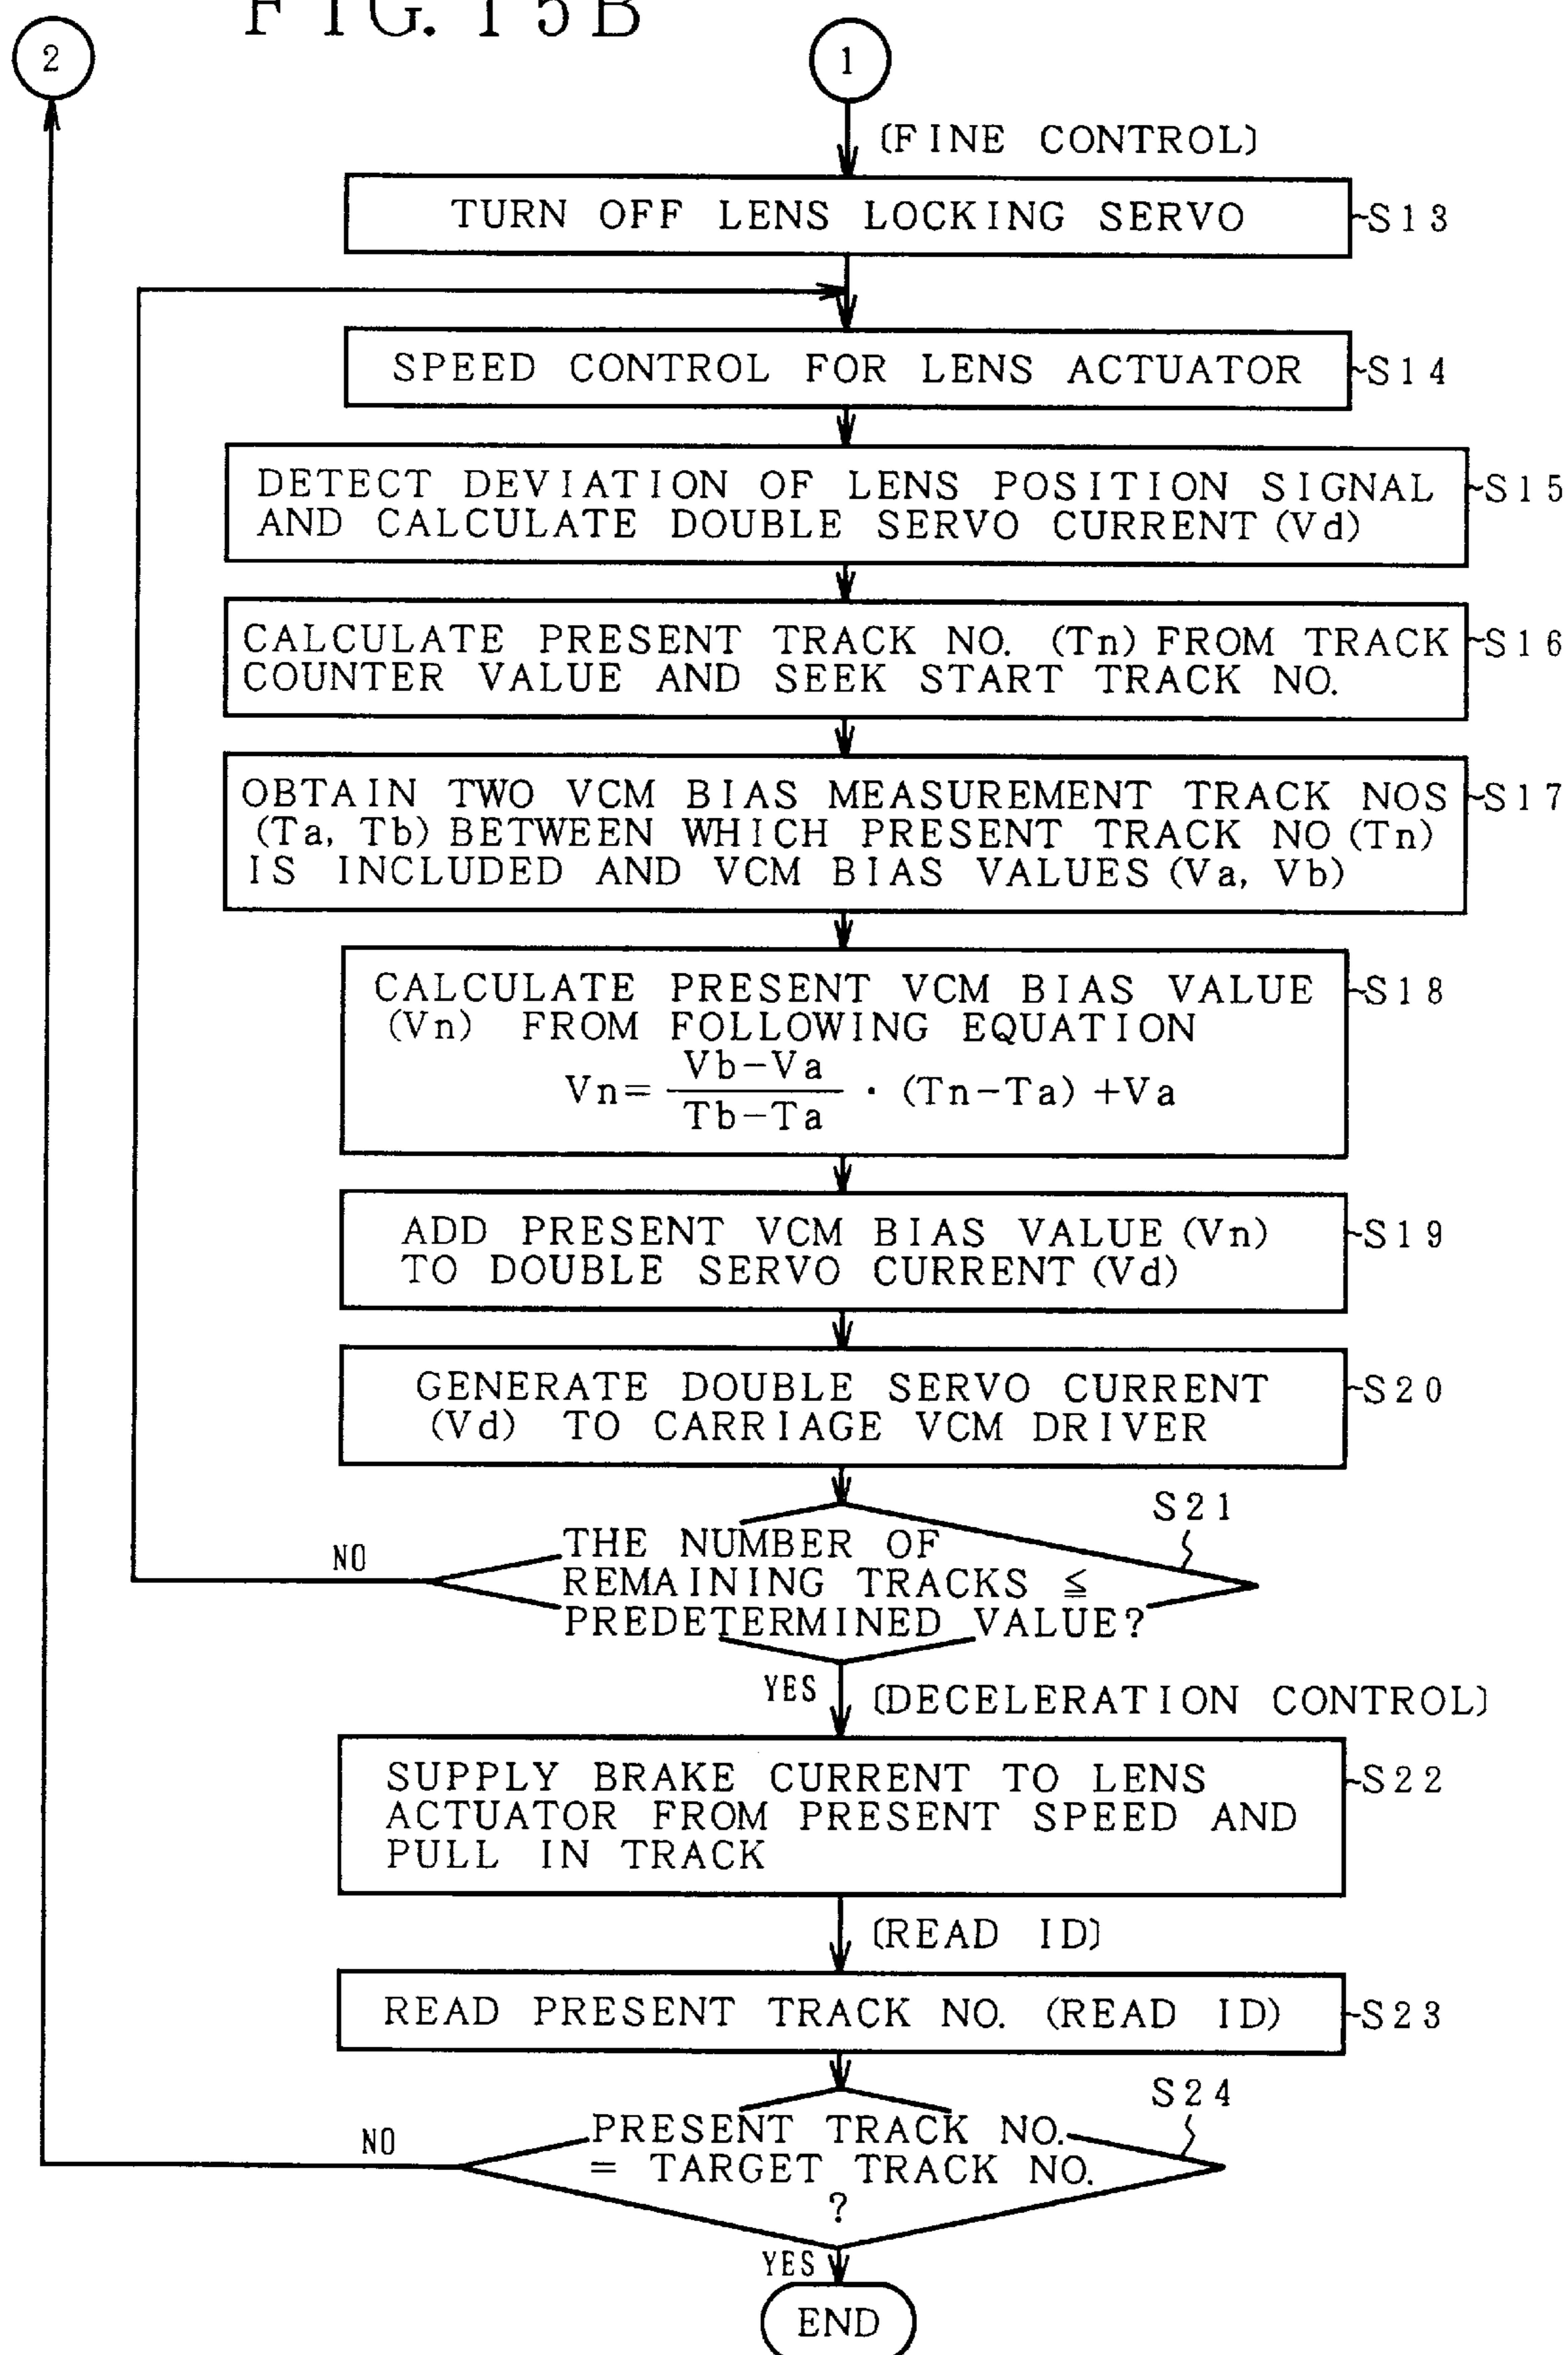 FIG. 15B
2
1
(FINE CONTROL)
TURN OFF LENS LOCKING SERVO
S13
SPEED CONTROL FOR LENS ACTUATOR
S14
DETECT DEVIATION OF LENS POSITION SIGNAL
AND CALCULATE DOUBLE SERVO CURRENT (Vd)
S15
CALCULATE PRESENT TRACK NO. (Tn) FROM TRACK
COUNTER VALUE AND SEEK START TRACK NO.
S16
OBTAIN TWO VCM BIAS MEASUREMENT TRACK NOS
(Ta, Tb) BETWEEN WHICH PRESENT TRACK NO (Tn)
IS INCLUDED AND VCM BIAS VALUES (Va, Vb)
S17
CALCULATE PRESENT VCM BIAS VALUE
(Vn) FROM FOLLOWING EQUATION
Vn= Vb-Va / Tb-Ta · (Tn-Ta) +Va
S18
ADD PRESENT VCM BIAS VALUE (Vn)
TO DOUBLE SERVO CURRENT (Vd)
S19
GENERATE DOUBLE SERVO CURRENT
(Vd) TO CARRIAGE VCM DRIVER
S20
S21
THE NUMBER OF
REMAINING TRACKS ≦
PREDETERMINED VALUE?
NO
YES
(DECELERATION CONTROL)
SUPPLY BRAKE CURRENT TO LENS
ACTUATOR FROM PRESENT SPEED AND
PULL IN TRACK
S22
(READ ID)
READ PRESENT TRACK NO. (READ ID)
S23
S24
PRESENT TRACK NO.
= TARGET TRACK NO.
?
NO
YES
END